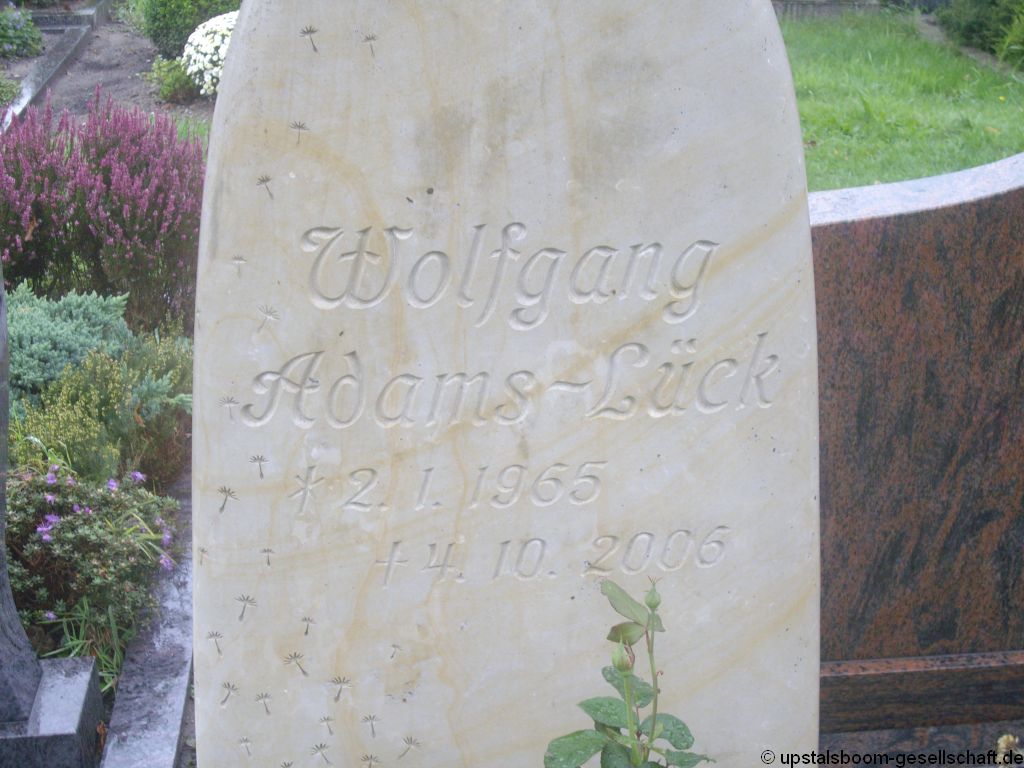 Wolfgang
Adams-Lück
* 2. 1. 1965
+ 4. 10. 2006
© upstalsboom-gesellschaft.de